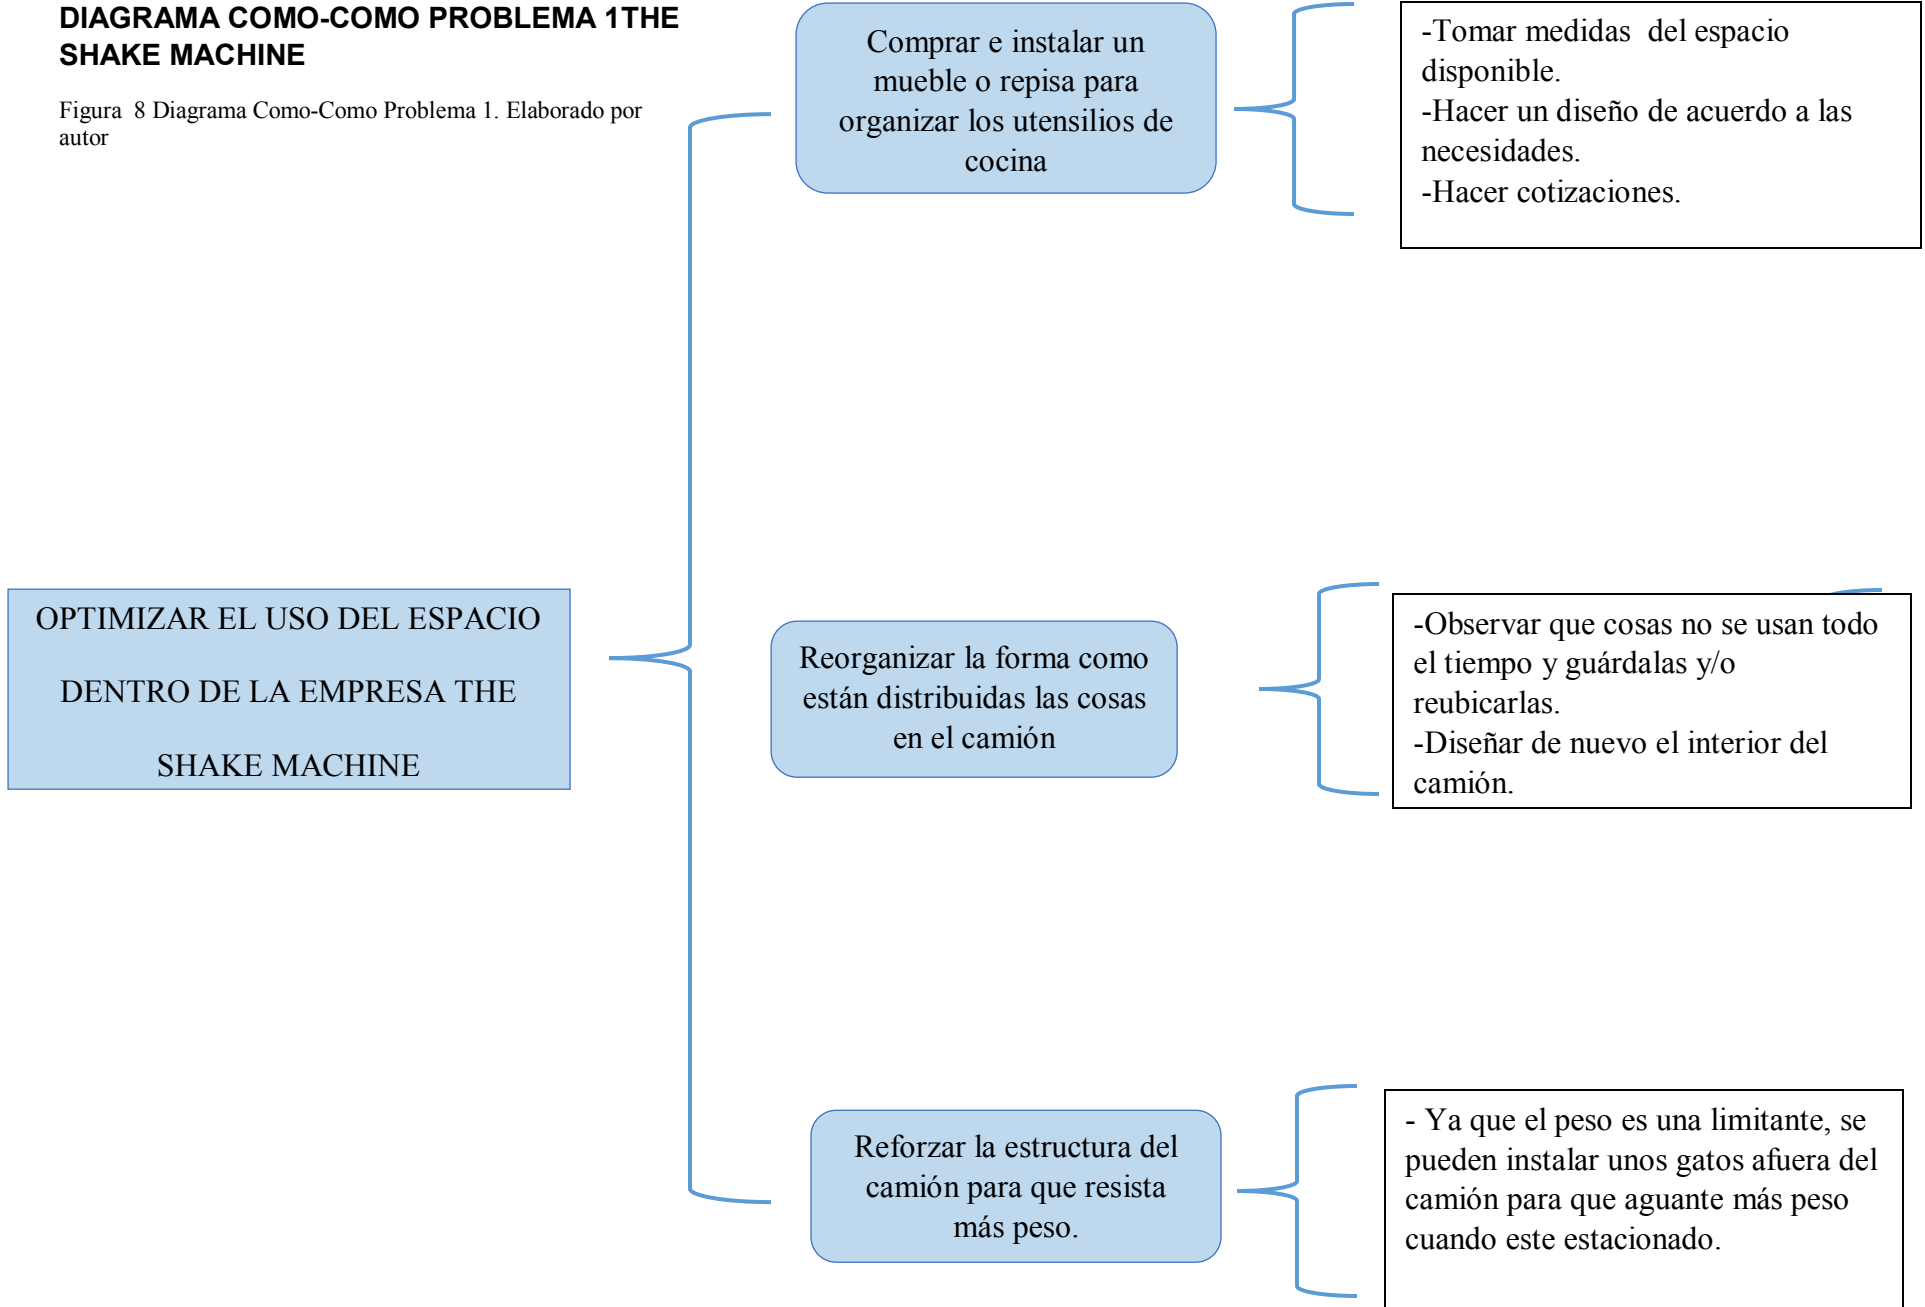 DIAGRAMA COMO-COMO PROBLEMA 1THE
SHAKE MACHINE
Figura 8 Diagrama Como-Como Problema 1. Elaborado por
autor
Comprar e instalar un
mueble o repisa para
organizar los utensilios de
cocina
-Tomar medidas del espacio
disponible.
-Hacer un diseño de acuerdo a las
necesidades.
-Hacer cotizaciones.
OPTIMIZAR EL USO DEL ESPACIO
DENTRO DE LA EMPRESA THE
SHAKE MACHINE
Reorganizar la forma como
están distribuidas las cosas
en el camión
-Observar que cosas no se usan todo
el tiempo y guárdalas y/o
reubicarlas.
-Diseñar de nuevo el interior del
camión.
Reforzar la estructura del
camión para que resista
más peso.
- Ya que el peso es una limitante, se
pueden instalar unos gatos afuera del
camión para que aguante más peso
cuando este estacionado.